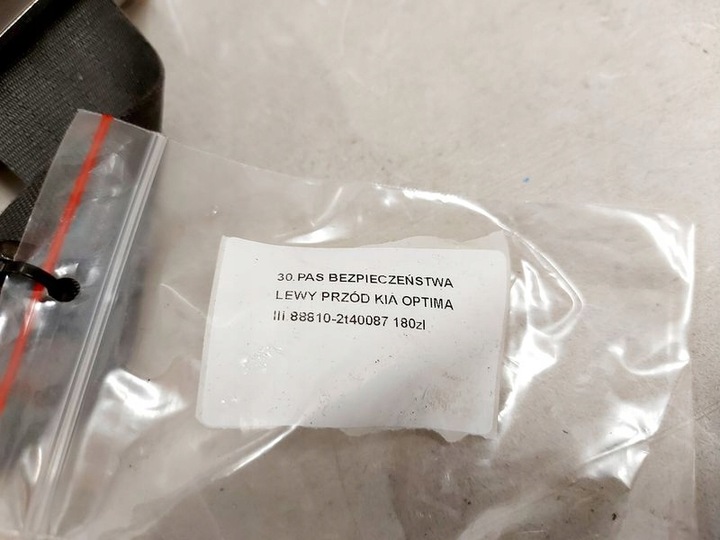 30.PAS BEZPIECZEŃSTWA
LEWY PRZÓD KIA OPTIMA
III 88810-2t40087 180zl